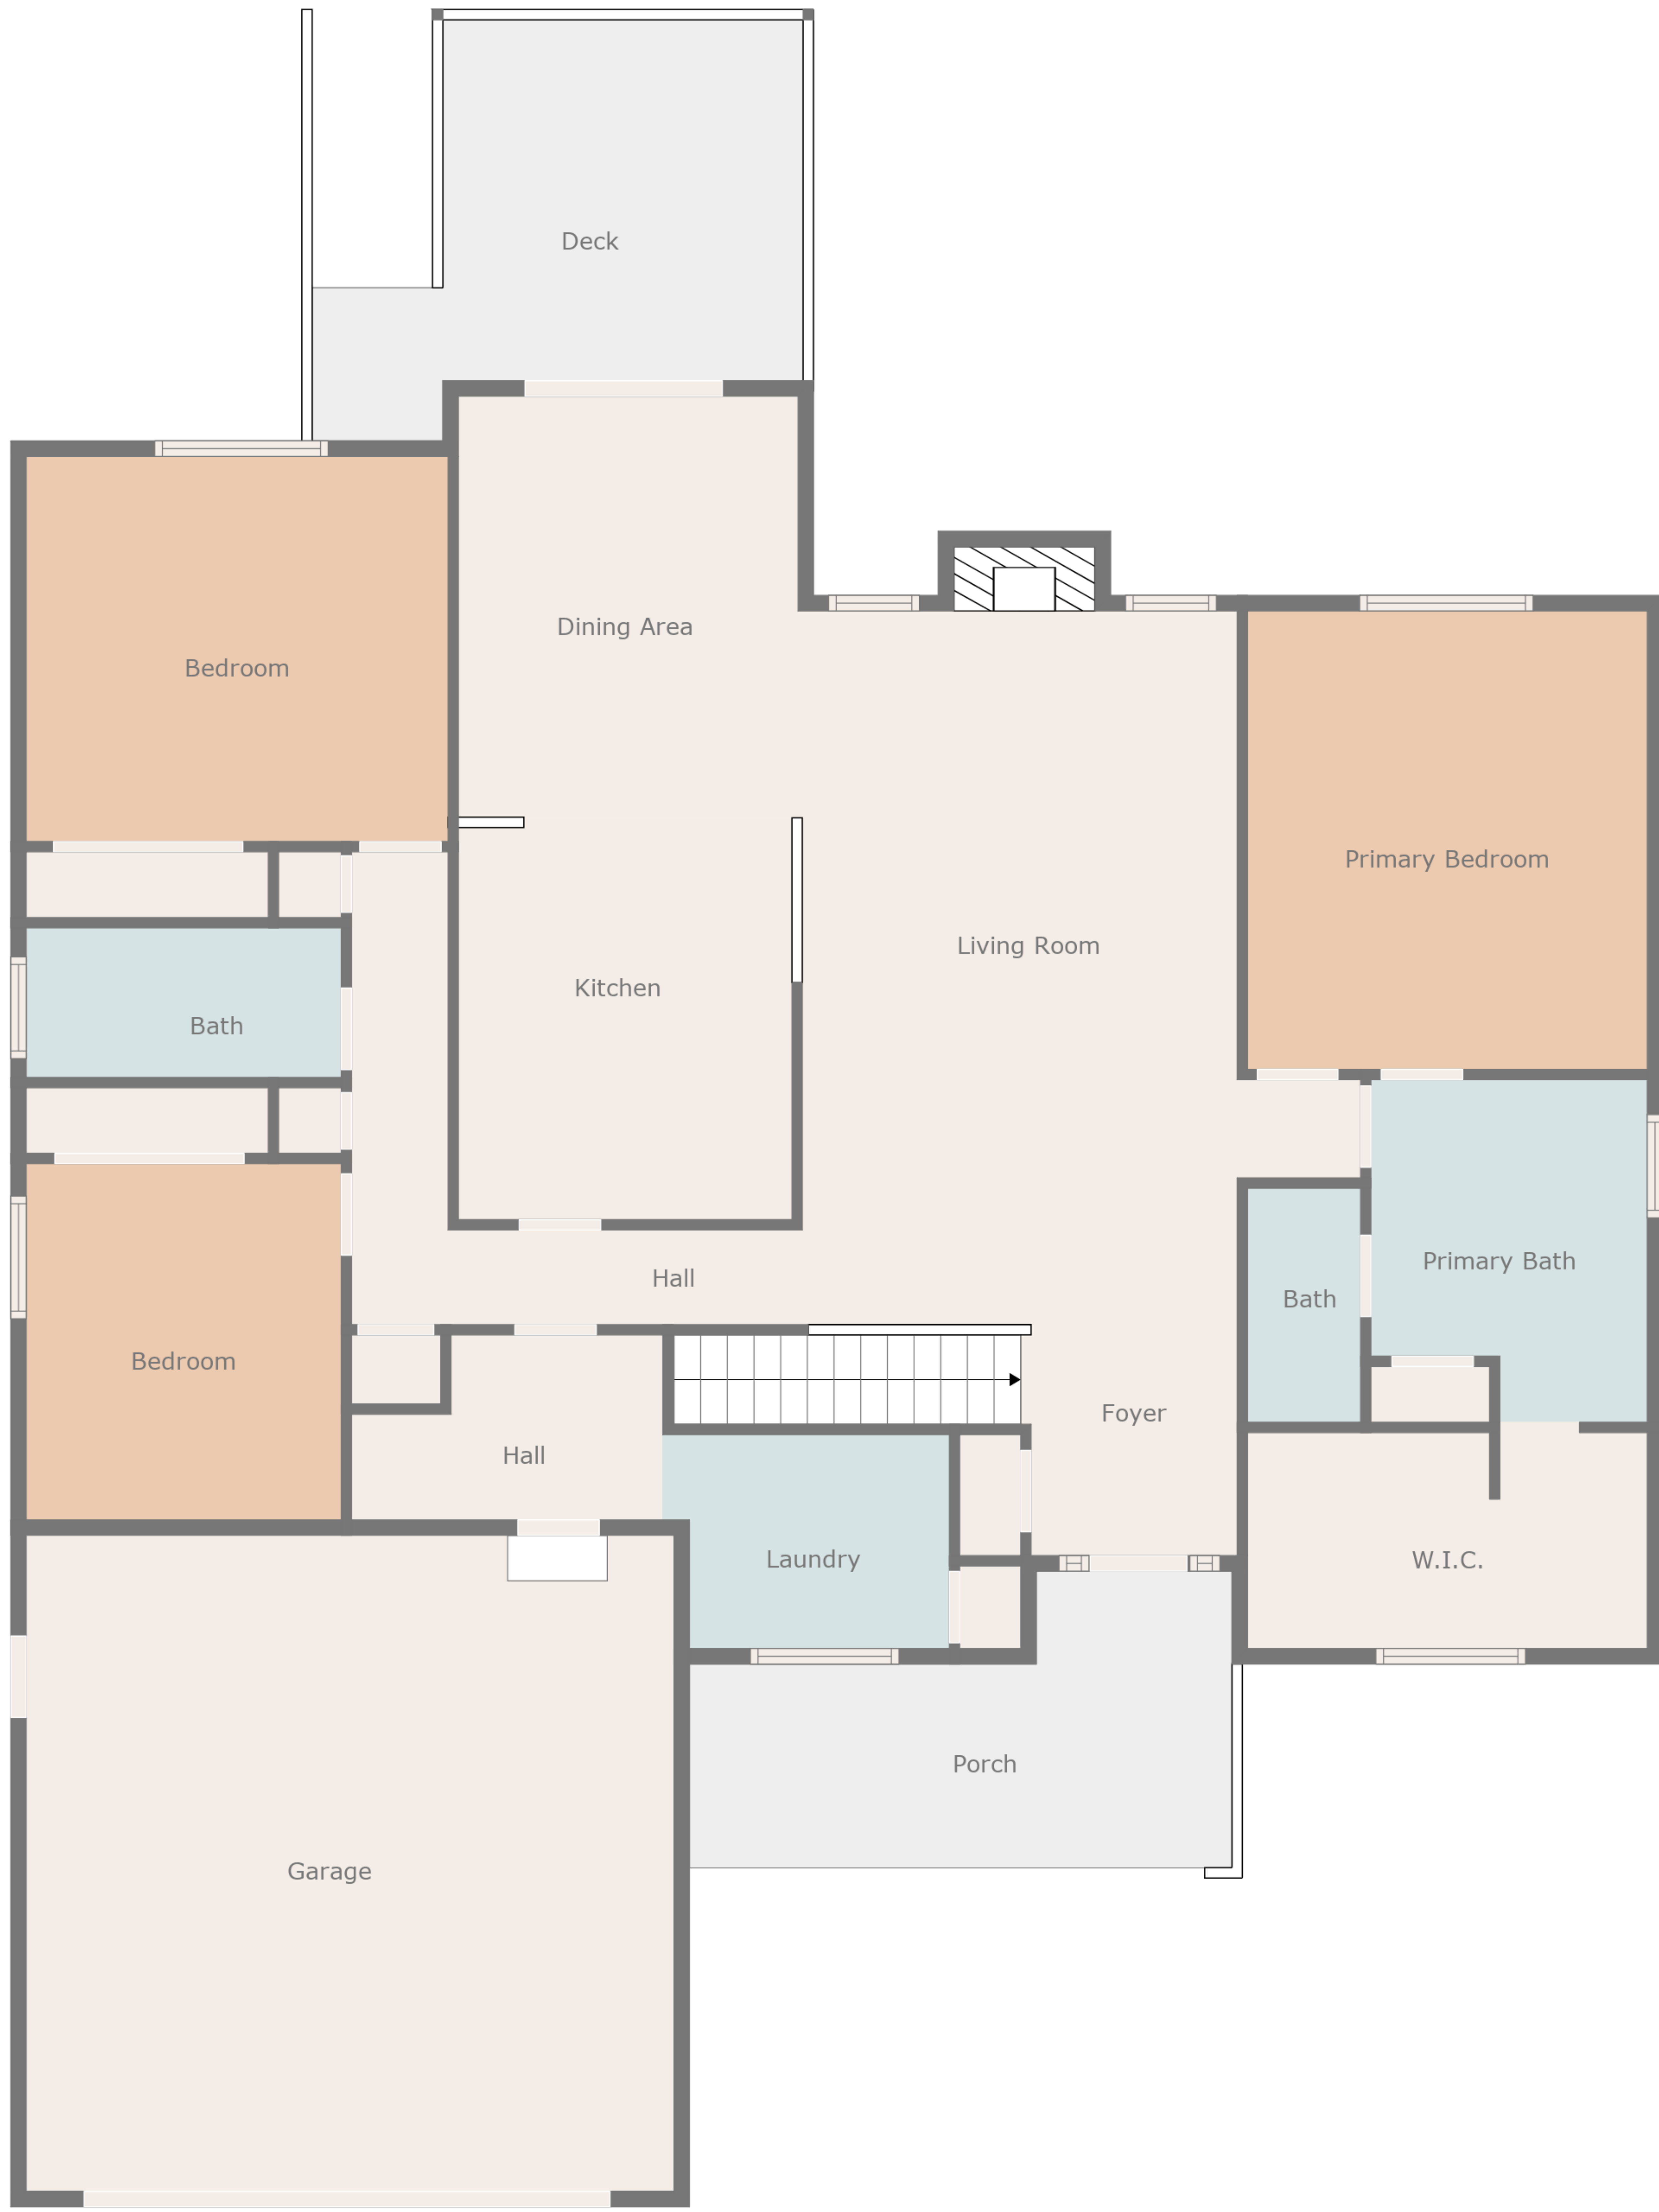 Deck
Dining Area
Bedroom
Primary Bedroom
Living Room
Kitchen
Bath
Primary Bath
Hall
Bath
Bedroom
Foyer
Hall
Laundry
W.I.C.
Porch
Garage